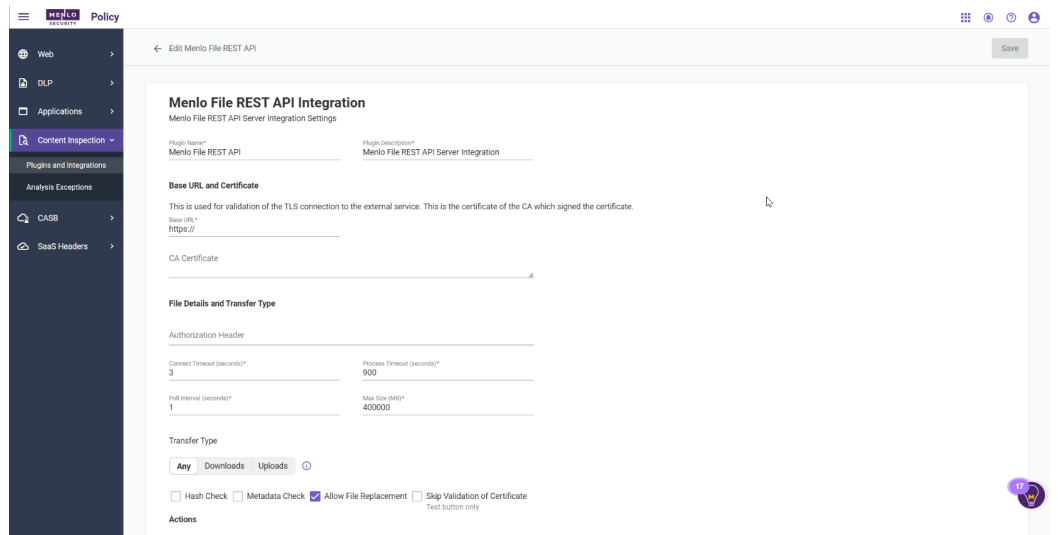 MENLO
SECURITY
Policy
Web
DLP
Applications
Content Inspection
Plugins and Integrations
Analysis Exceptions
CASB
SaaS Headers
Edit Menlo File REST API
Save
Menlo File REST API Integration
Menlo File REST API Server Integration Settings
Plugin Name* Plugin Description*
Menlo File REST API Menlo File REST API Server Integration
Base URL and Certificate
This is used for validation of the TLS connection to the external service. This is the certificate of the CA which signed the certificate.
Base URL*
https://
CA Certificate
File Details and Transfer Type
Authorization Header
Connect Timeout (seconds)* Process Timeout (seconds)*
3 900
Poll Interval (seconds)* Max Size (MB)*
1 400000
Transfer Type
Any Downloads Uploads
Hash Check Metadata Check Allow File Replacement Skip Validation of Certificate
Test button only
Actions
17
M